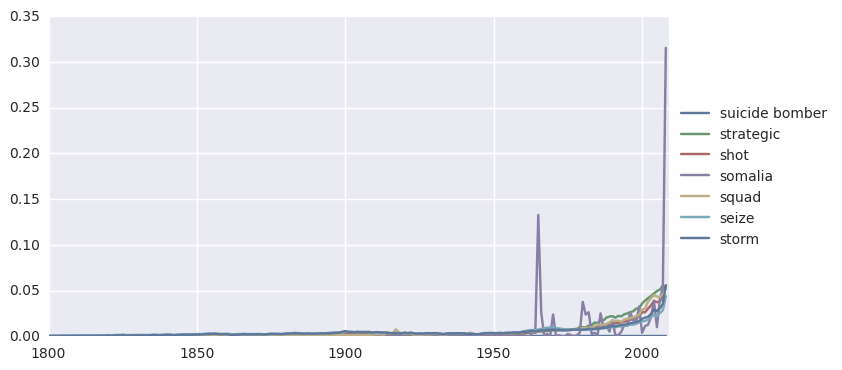 0.35
0.30
0.25
0.20
0.15
0.10
0.05
0.00
1800 1850 1900 1950 2000
suicide bomber
strategic
shot
somalia
squad
seize
storm